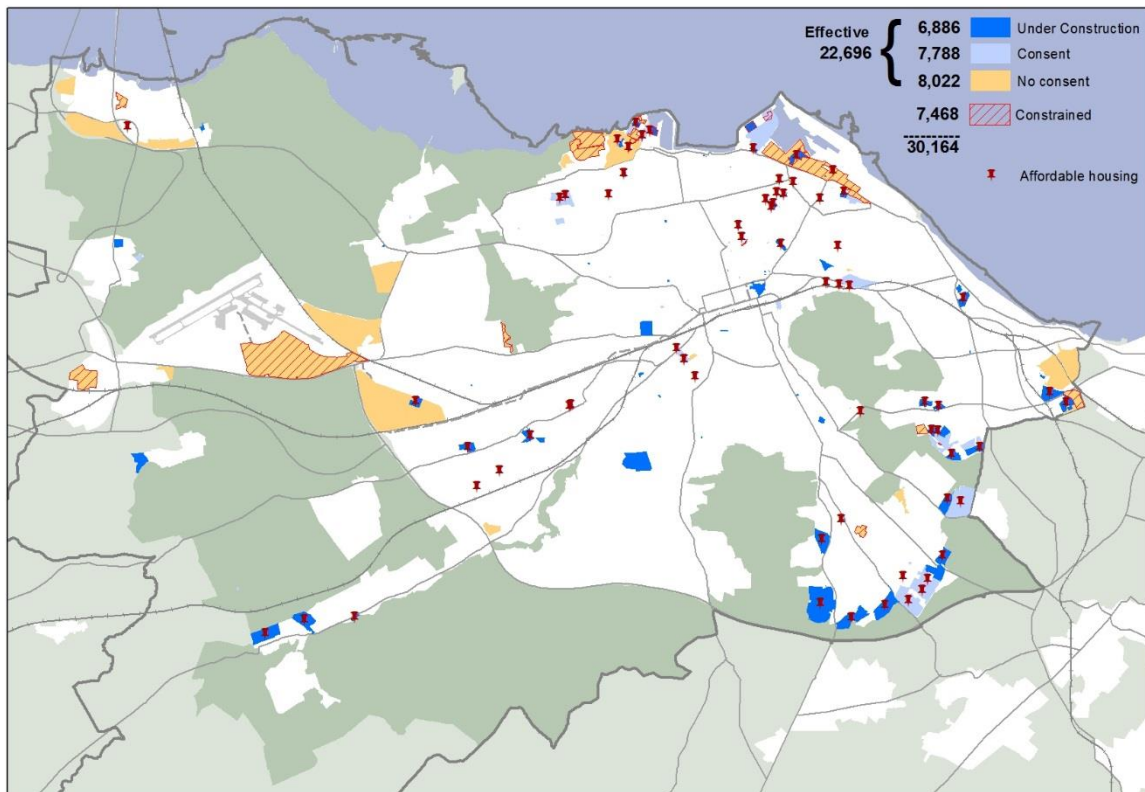 Effective
22,696
{
6,886 Under Construction
7,788 Consent
8,022 No consent
7,468 Constrained
----------
30,164
Affordable housing